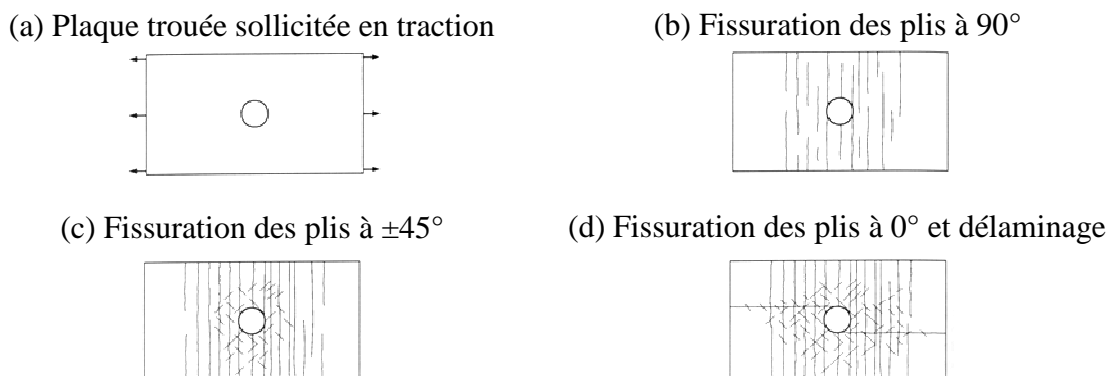 (a) Plaque trouée sollicitée en traction
(b) Fissuration des plis à 90°
(c) Fissuration des plis à ±45°
(d) Fissuration des plis à 0° et délaminage